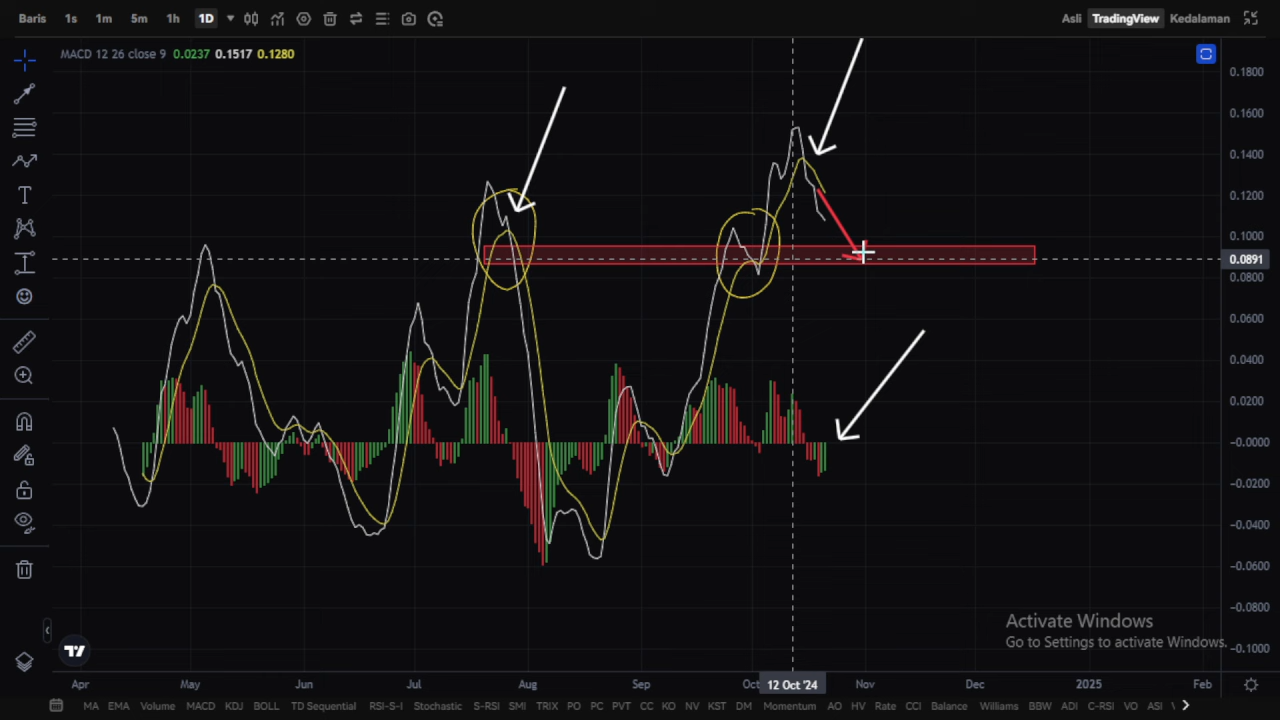 Baris 1s 1m 5m 1h 1D Asli TradingView Kedalaman
MACD 12 26 close 9 0.0237 0.1517 0.1280
0.1800
0.1600
0.1400
0.1200
0.1000
0.0891
0.0800
0.0600
0.0400
0.0200
−0.0000
−0.0200
−0.0400
−0.0600
−0.0800
−0.1000
Activate Windows
Go to Settings to activate Windows.
Apr May Jun Jul Aug Sep Oct 12 Oct '24 Nov Dec 2025 Feb
MA EMA Volume MACD KDJ BOLL TD Sequential RSI-S-I Stochastic S-RSI SMI TRIX PO PC PVT CC KO NV KST DM Momentum AO HV Rate CCI Balance Williams BBW ADI C-RSI VO ASI